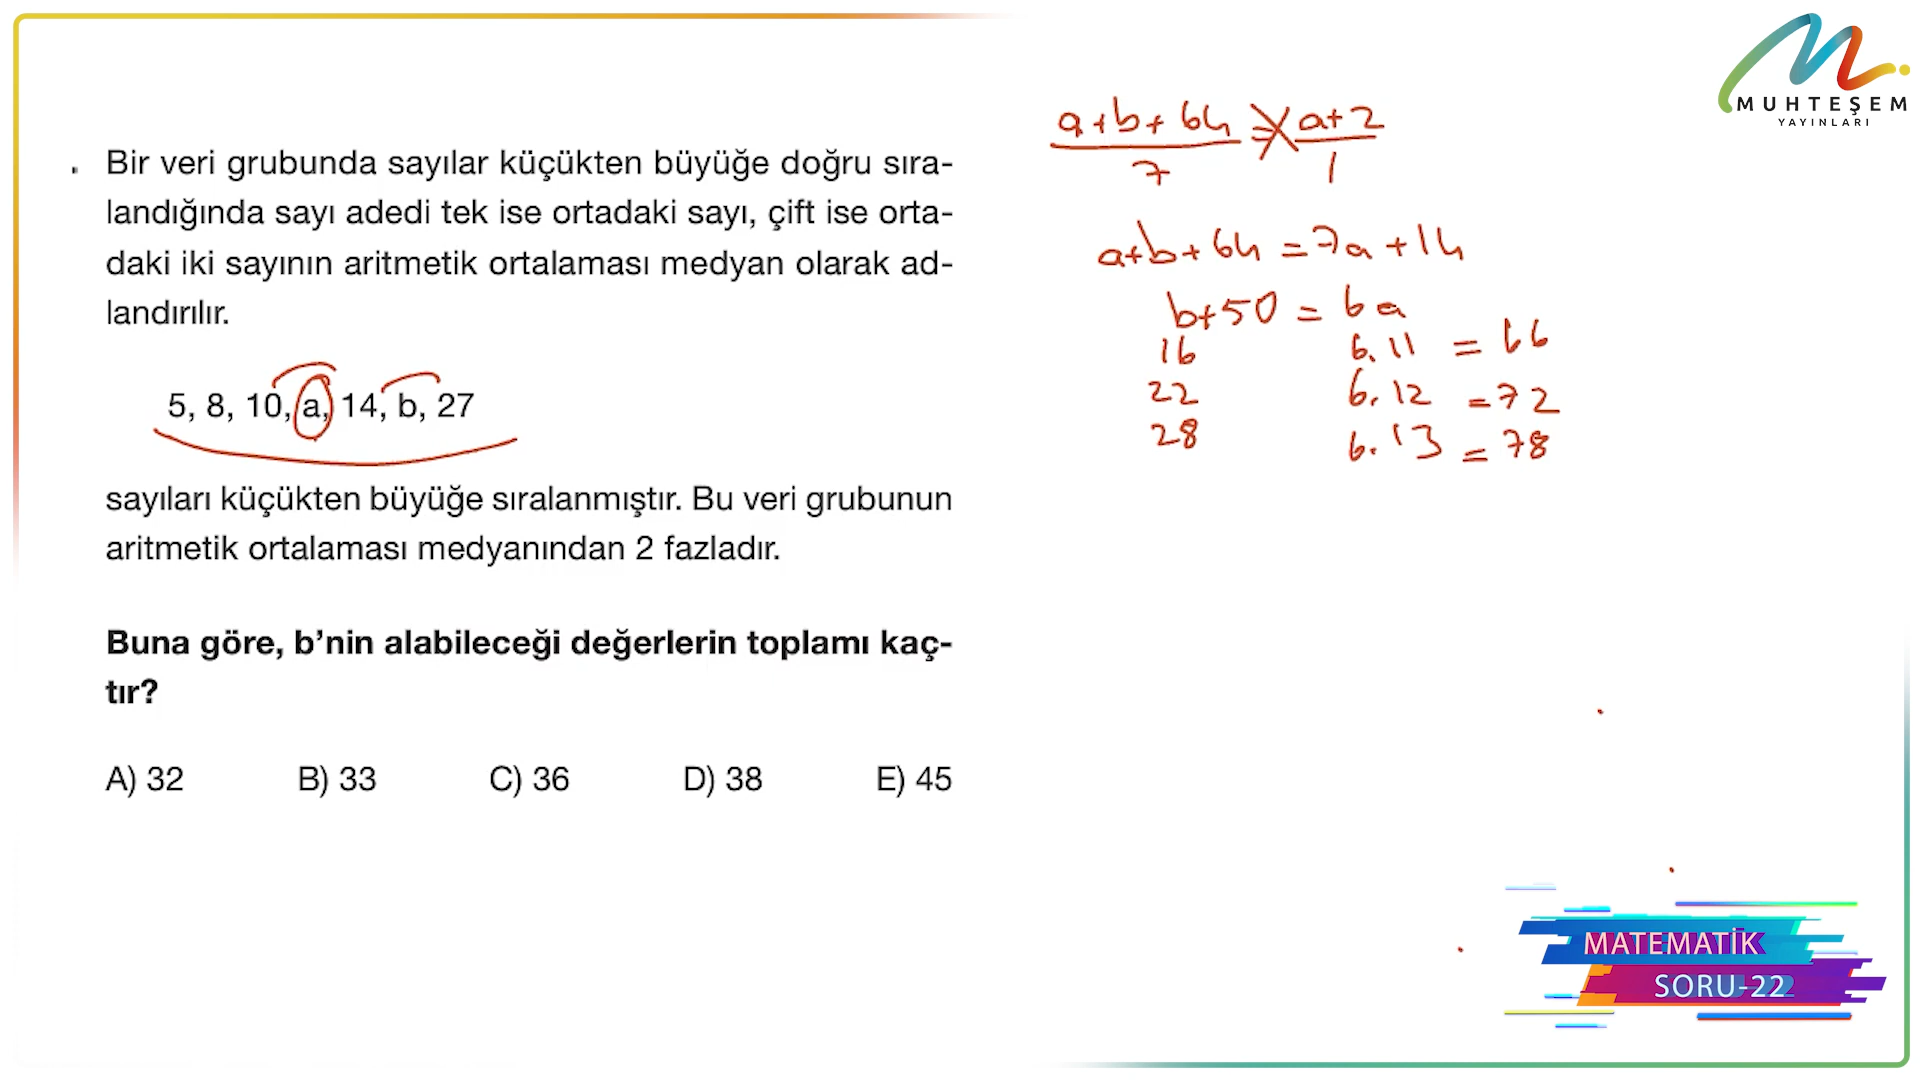 MUHTEŞEM
YAYINLARI
Bir veri grubunda sayılar küçükten büyüğe doğru sıra-
landığında sayı adedi tek ise ortadaki sayı, çift ise orta-
daki iki sayının aritmetik ortalaması medyan olarak ad-
landırılır.
5, 8, 10, a, 14, b, 27
sayıları küçükten büyüğe sıralanmıştır. Bu veri grubunun
aritmetik ortalaması medyanından 2 fazladır.
Buna göre, b’nin alabileceği değerlerin toplamı kaç-
tır?
A) 32 B) 33 C) 36 D) 38 E) 45
a+b+64 = a+2
7 1
a+b+64 = 7a+14
b+50 = 6a
16 6.11 = 66
22 6.12 = 72
28 6.13 = 78
MATEMATİK
SORU-22